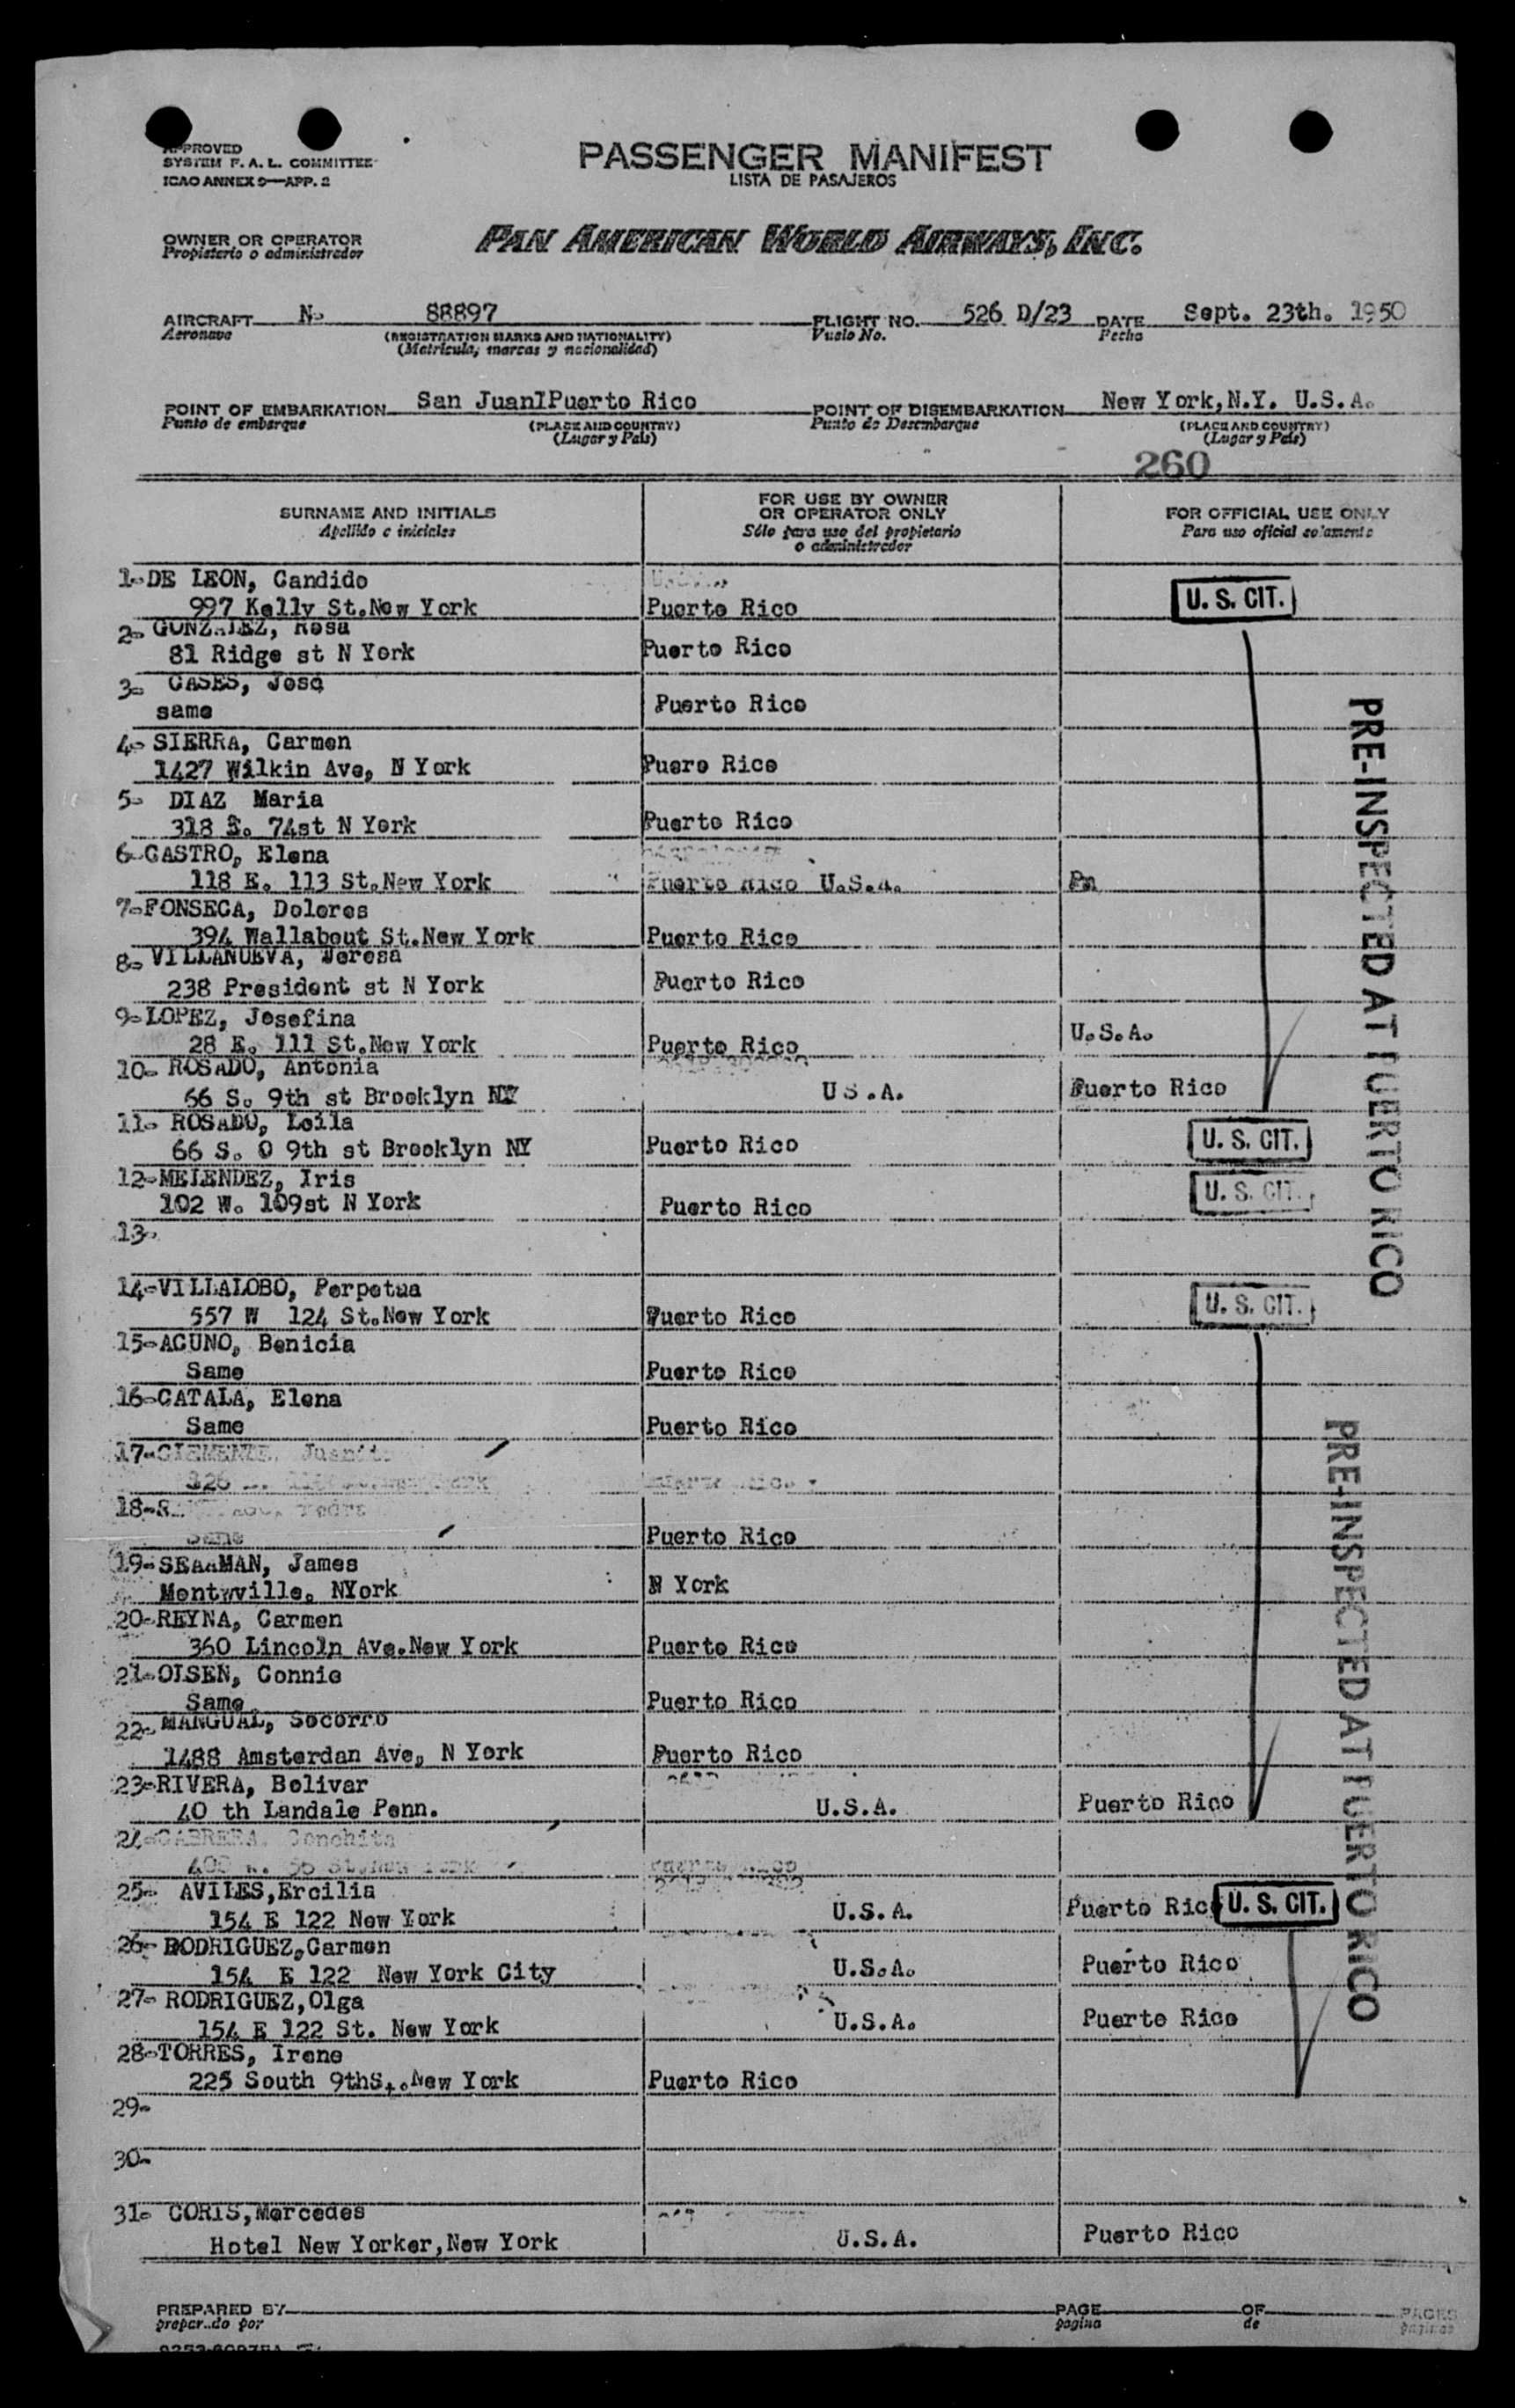 APPROVED
SYSTEM F. A. L. COMMITTEE
ICAO ANNEX 9—APP. 2
PASSENGER MANIFEST
LISTA DE PASAJEROS
OWNER OR OPERATOR
Propieterio o administrador
PAN AMERICAN WORLD AIRWAYS, INC.
AIRCRAFT N- 88897 FLIGHT NO. 526 D/23 DATE Sept. 23th. 1950
Aeronave (REGISTRATION MARKS AND NATIONALITY) Vuelo No. Fecha
(Matricula, marcas y nacionalidad)
POINT OF EMBARKATION San JuanlPuerto Rico POINT OF DISEMBARKATION New York,N.Y. U.S.A.
Punto de embarque (PLACE AND COUNTRY) Punto de Desembarque (PLACE AND COUNTRY)
(Lugar y País) (Lugar y País)
260
SURNAME AND INITIALS
Apellido e iniciales
FOR USE BY OWNER
OR OPERATOR ONLY
Sólo para uso del propietario
o administrador
FOR OFFICIAL USE ONLY
Para uso oficial solamente
1-DE LEON, Candido
997 Kelly St.New York Puerto Rico U. S. CIT.
2- GONZALEZ, Rosa
81 Ridge st N York Puerto Rico
3- CASES, José
same Puerto Rico
4- SIERRA, Carmen
1427 Wilkin Ave, N York Puero Rico
5- DIAZ Maria
318 E. 74st N York Puerto Rico
6-CASTRO, Elena
118 E. 113 St.New York Puerto Rico U.S.A. Pn
7-FONSECA, Dolores
394 Wallabout St.New York Puerto Rico
8- VILLANUEVA, Teresa
238 President st N York Puerto Rico
9-LOPEZ, Josefina
28 E. 111 St.New York Puerto Rico U.S.A.
10- ROSADO, Antonia
66 S. 9th st Brooklyn NY U S.A. Puerto Rico
11- ROSADO, Leila
66 S. O 9th st Brooklyn NY Puerto Rico U. S. CIT.
12-MELENDEZ, Iris
102 W. 109st N York Puerto Rico U. S. CIT.
13-
14-VILLALOBO, Perpetua
557 W 124 St.New York Puerto Rico U. S. CIT.
15-ACUNO, Benicia
Same Puerto Rico
16-CATALA, Elena
Same Puerto Rico
17-CLEMENTE,
326
18-
Same Puerto Rico
19-SEAMAN, James
Montvville, NYork N York
20-REYNA, Carmen
360 Lincoln Ave.New York Puerto Rico
21-OLSEN, Connie
Same Puerto Rico
22- MANGUAL, Socorro
1488 Amsterdan Ave, N York Puerto Rico
23-RIVERA, Bolivar
40 th Landale Penn. U.S.A. Puerto Rico
24-CABRERA, Conchita
Puerto Rico
25- AVILES,Ercilia
154 E 122 New York U.S.A. Puerto Rico U. S. CIT.
26- RODRIGUEZ,Carmen
154 E 122 New York City U.S.A. Puerto Rico
27- RODRIGUEZ,Olga
154 E 122 St. New York U.S.A. Puerto Rico
28-TORRES, Irene
225 South 9thSt.New York Puerto Rico
29-
30-
31- CORIS,Mercedes
Hotel New Yorker,New York U.S.A. Puerto Rico
PRE-INSPECTED AT PUERTO RICO
PRE-INSPECTED AT PUERTO RICO
PREPARED BY PAGE OF PAGES
preparado por pagina de paginas